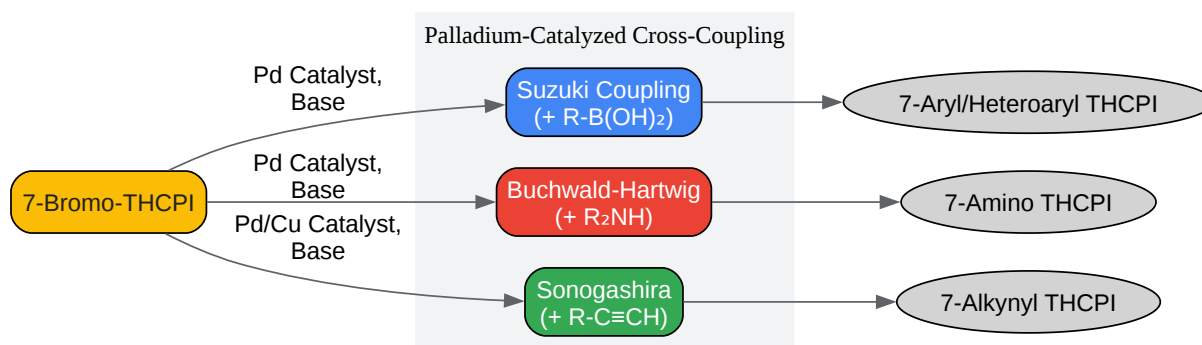 Palladium-Catalyzed Cross-Coupling
Pd Catalyst,
Base
Suzuki Coupling
(+ R-B(OH)₂)
7-Aryl/Heteroaryl THCPI
7-Bromo-THCPI
Pd Catalyst,
Base
Buchwald-Hartwig
(+ R₂NH)
7-Amino THCPI
Pd/Cu Catalyst,
Base
Sonogashira
(+ R-C≡CH)
7-Alkynyl THCPI